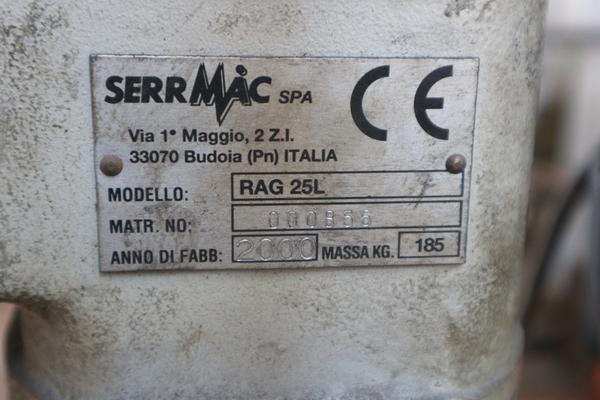 SERRMAC SPA
CE
Via 1° Maggio, 2 Z.I.
33070 Budoia (Pn) ITALIA
MODELLO: RAG 25L
MATR. NO:
ANNO DI FABB: 2000 MASSA KG. 185